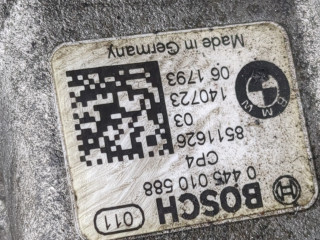 BOSCH
011
0 445 010 588
CP4
8511626 03
140723
06 1793
BMW
Made in Germany